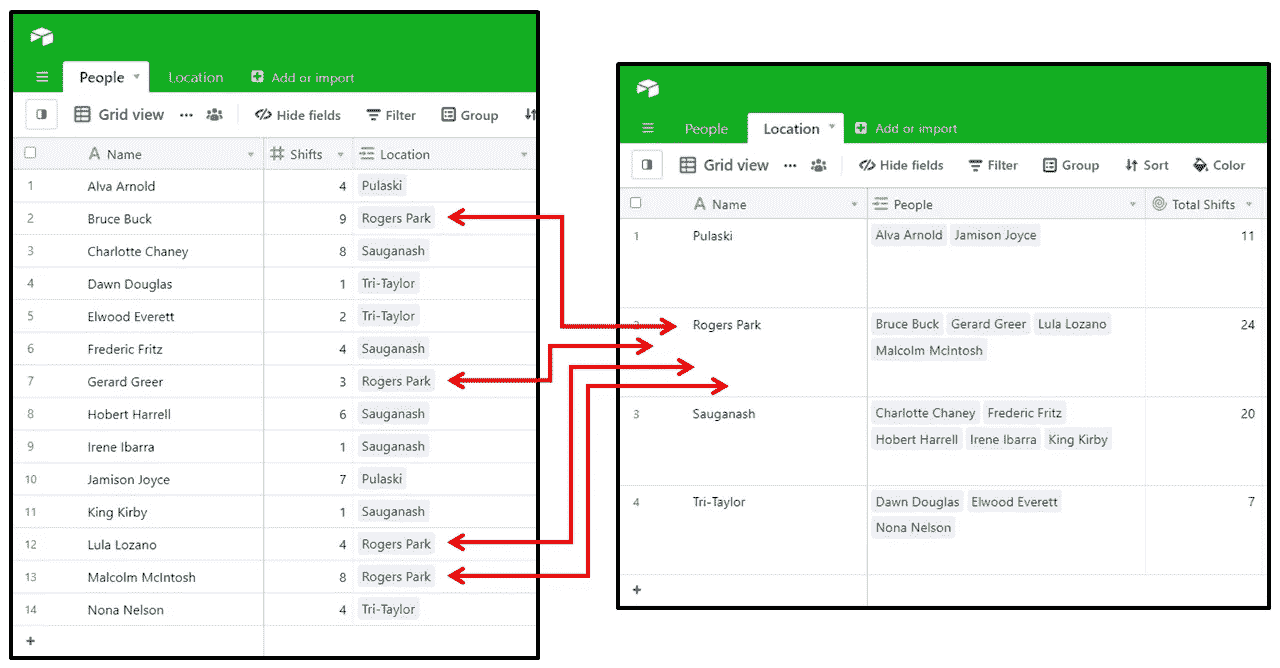 People Location Add or import
Grid view ... Hide fields Filter Group
Name Shifts Location
1 Alva Arnold 4 Pulaski
2 Bruce Buck 9 Rogers Park
3 Charlotte Chaney 8 Sauganash
4 Dawn Douglas 1 Tri-Taylor
5 Elwood Everett 2 Tri-Taylor
6 Frederic Fritz 4 Sauganash
7 Gerard Greer 3 Rogers Park
8 Hobert Harrell 6 Sauganash
9 Irene Ibarra 1 Sauganash
10 Jamison Joyce 7 Pulaski
11 King Kirby 1 Sauganash
12 Lula Lozano 4 Rogers Park
13 Malcolm McIntosh 8 Rogers Park
14 Nona Nelson 4 Tri-Taylor
+
People Location Add or import
Grid view ... Hide fields Filter Group Sort Color
Name People Total Shifts
1 Pulaski Alva Arnold Jamison Joyce 11
2 Rogers Park Bruce Buck Gerard Greer Lula Lozano 24
Malcolm McIntosh
3 Sauganash Charlotte Chaney Frederic Fritz 20
Hobert Harrell Irene Ibarra King Kirby
4 Tri-Taylor Dawn Douglas Elwood Everett 7
Nona Nelson
+